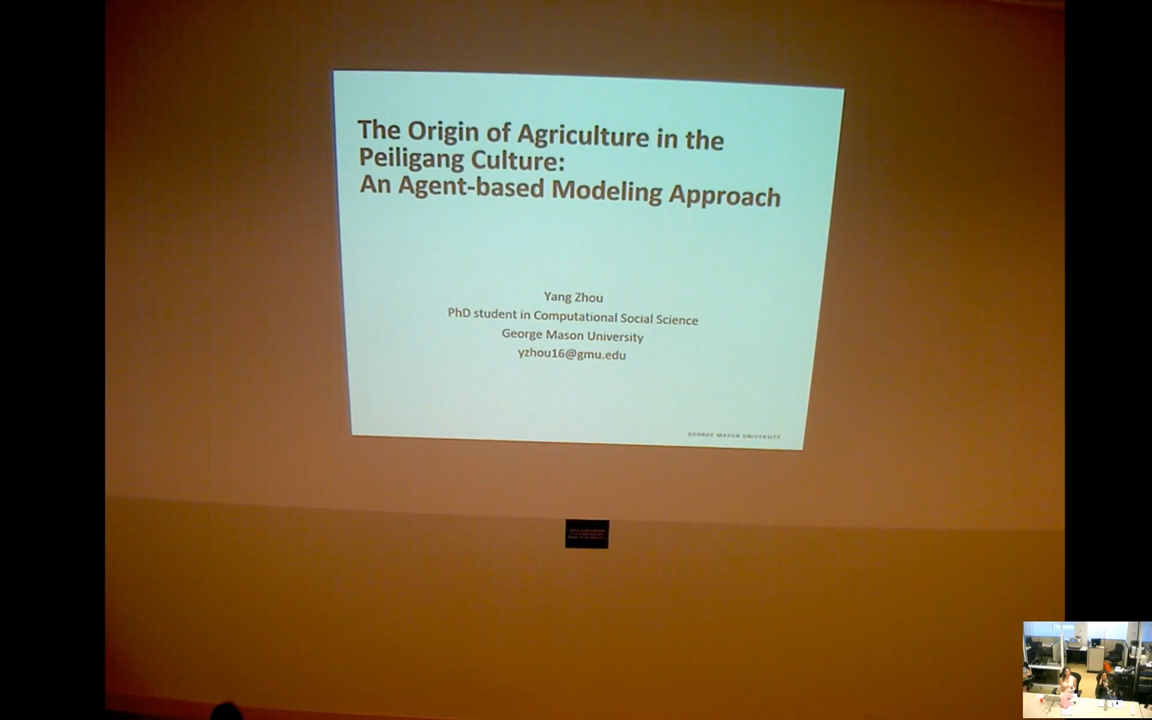 The Origin of Agriculture in the
Peiligang Culture:
An Agent-based Modeling Approach
Yang Zhou
PhD student in Computational Social Science
George Mason University
yzhou16@gmu.edu
GEORGE MASON UNIVERSITY